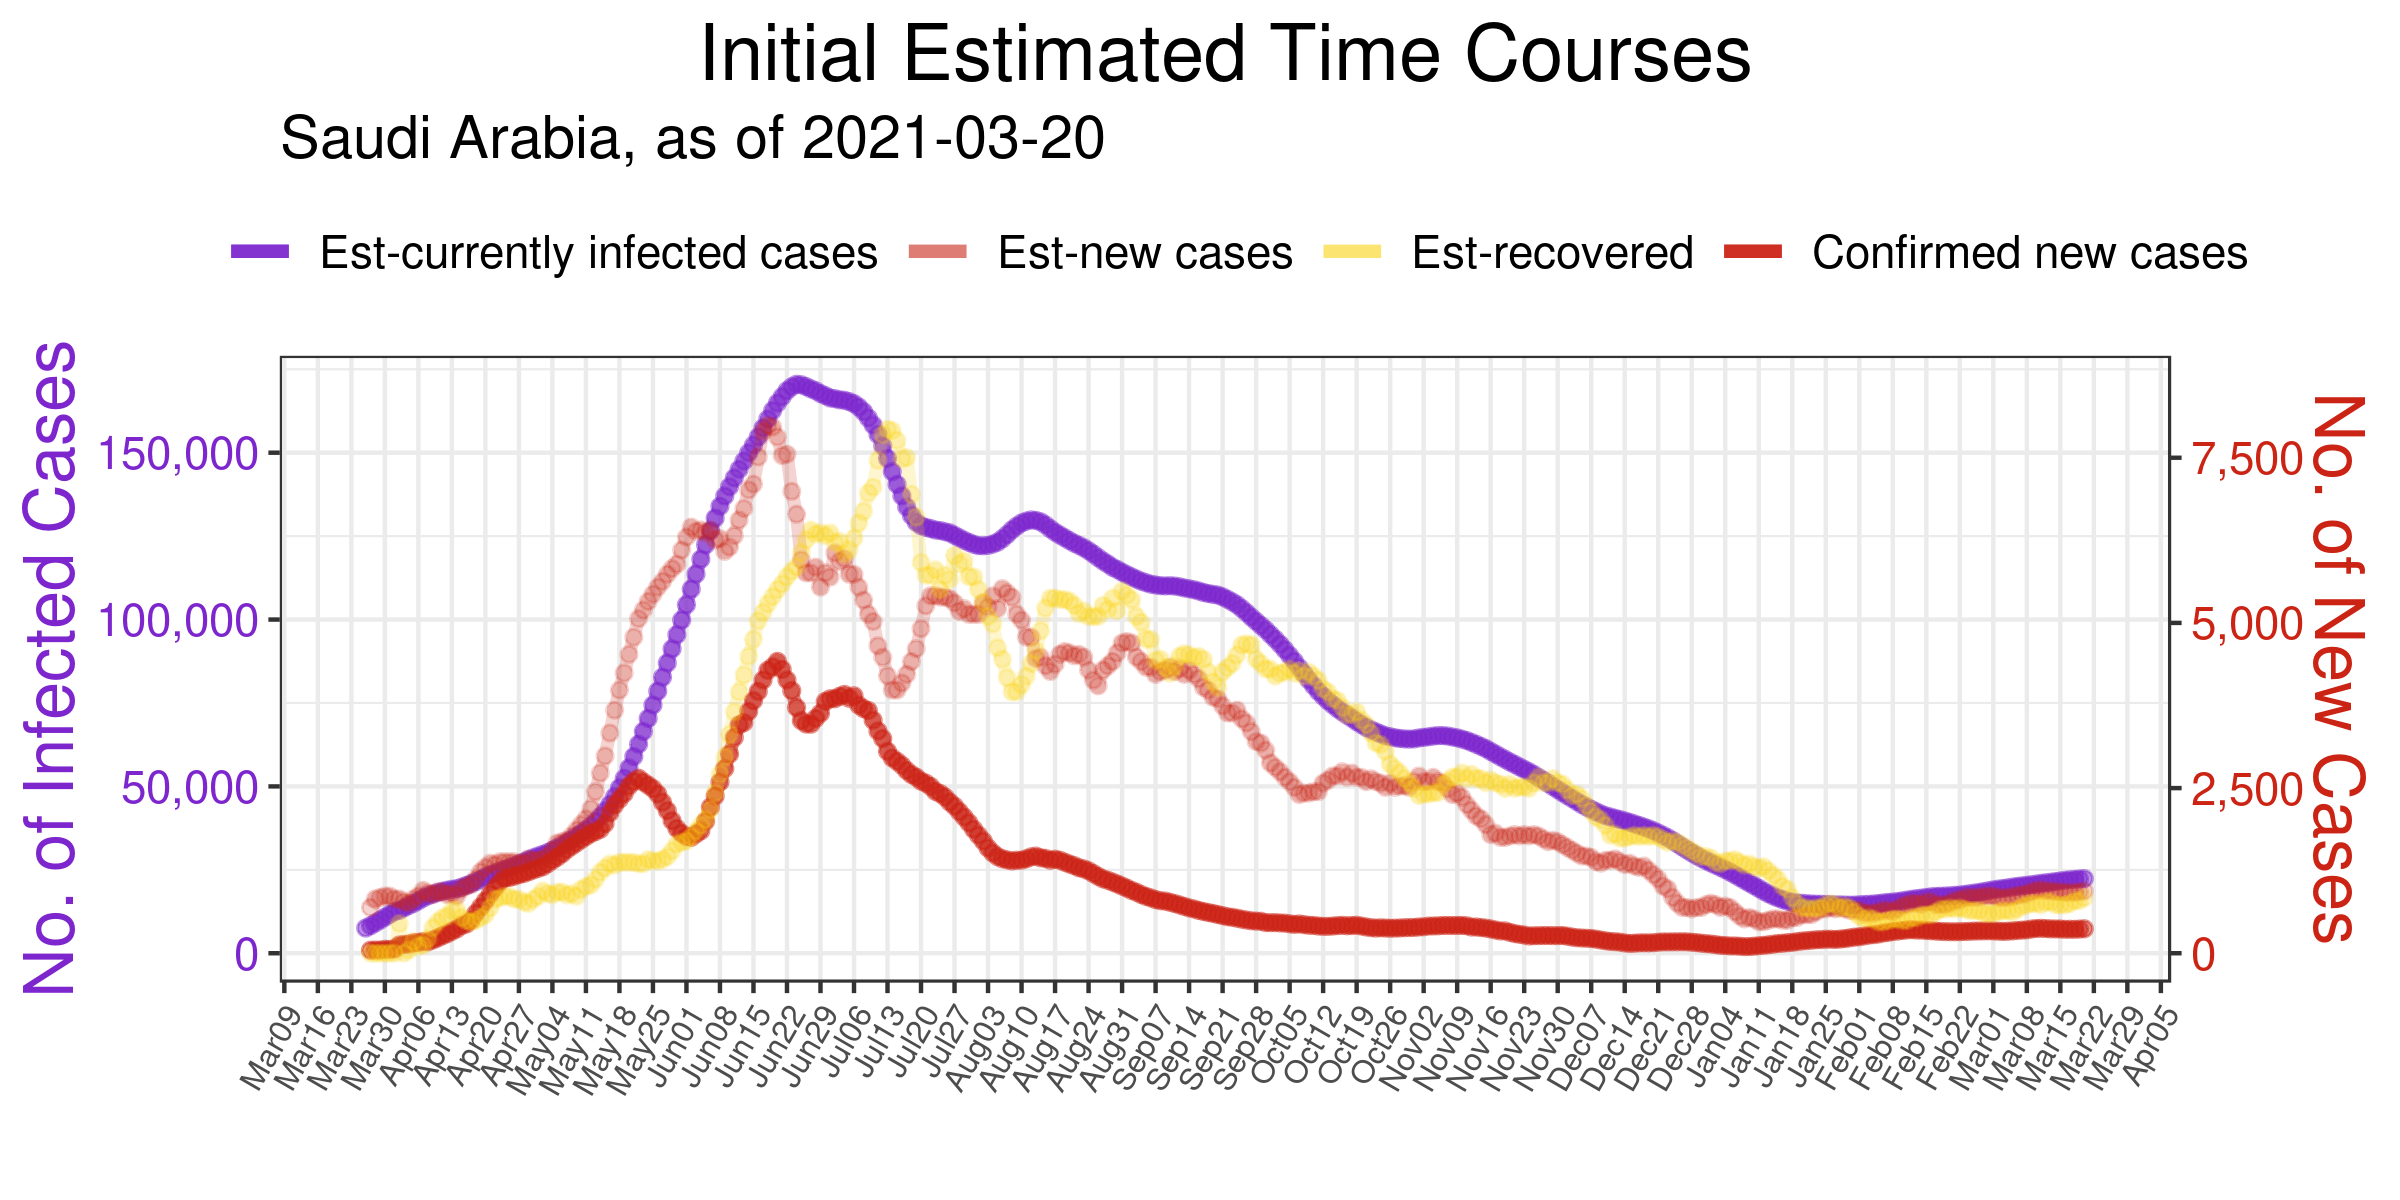 Initial Estimated Time Courses
Saudi Arabia, as of 2021-03-20
Est-currently infected cases Est-new cases Est-recovered Confirmed new cases
No. of Infected Cases
150,000
100,000
50,000
0
7,500
5,000
2,500
0
No. of New Cases
Mar09 Mar16 Mar23 Mar30 Apr06 Apr13 Apr20 Apr27 May04 May11 May18 May25 Jun01 Jun08 Jun15 Jun22 Jun29 Jul06 Jul13 Jul20 Jul27 Aug03 Aug10 Aug17 Aug24 Aug31 Sep07 Sep14 Sep21 Sep28 Oct05 Oct12 Oct19 Oct26 Nov02 Nov09 Nov16 Nov23 Nov30 Dec07 Dec14 Dec21 Dec28 Jan04 Jan11 Jan18 Jan25 Feb01 Feb08 Feb15 Feb22 Mar01 Mar08 Mar15 Mar22 Mar29 Apr05